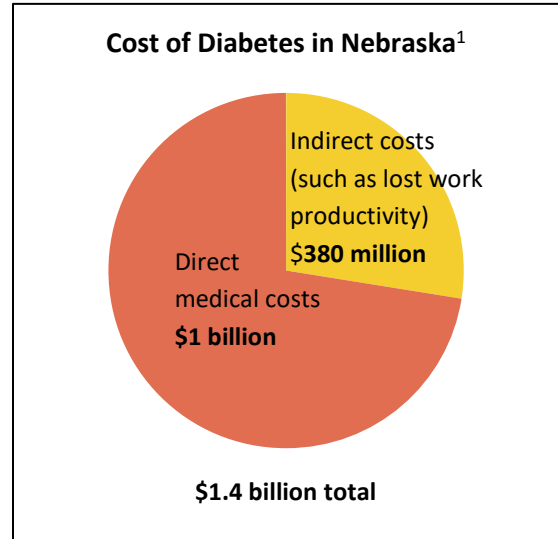 Cost of Diabetes in Nebraska¹
Indirect costs
(such as lost work
productivity)
$380 million
Direct
medical costs
$1 billion
$1.4 billion total